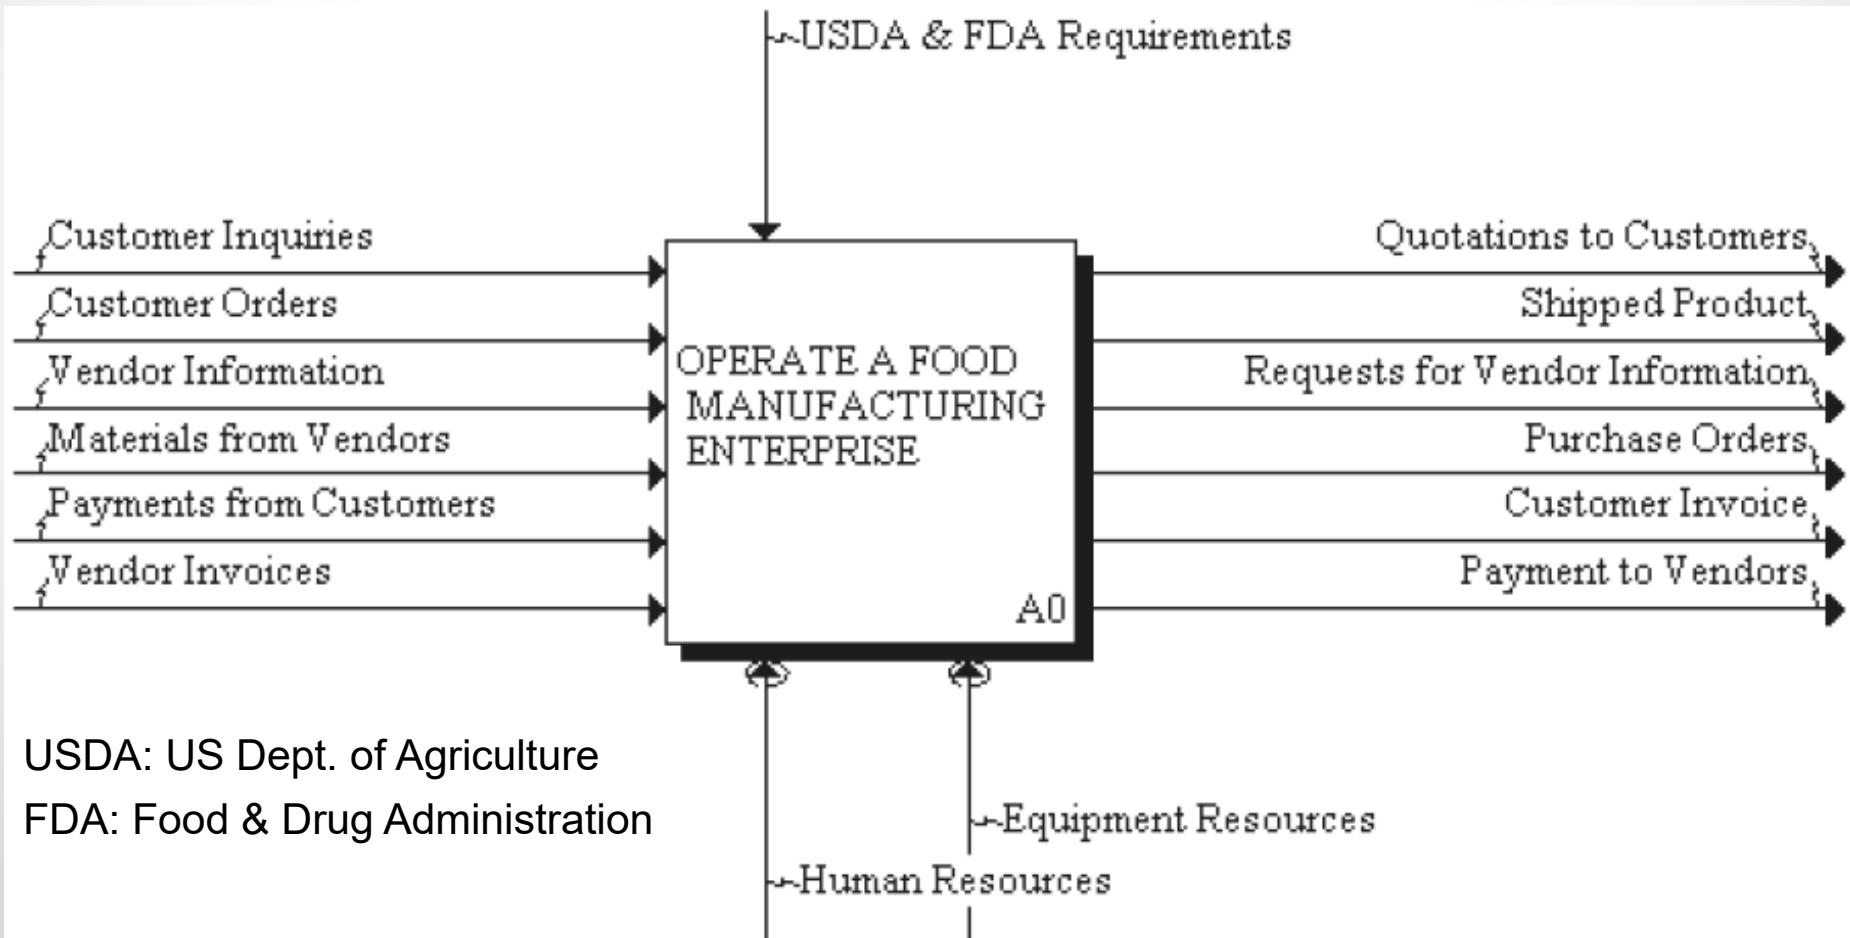 USDA & FDA Requirements
Customer Inquiries
Customer Orders
Vendor Information
Materials from Vendors
Payments from Customers
Vendor Invoices
OPERATE A FOOD
MANUFACTURING
ENTERPRISE
A0
Quotations to Customers
Shipped Product
Requests for Vendor Information
Purchase Orders
Customer Invoice
Payment to Vendors
USDA: US Dept. of Agriculture
FDA: Food & Drug Administration
Equipment Resources
Human Resources